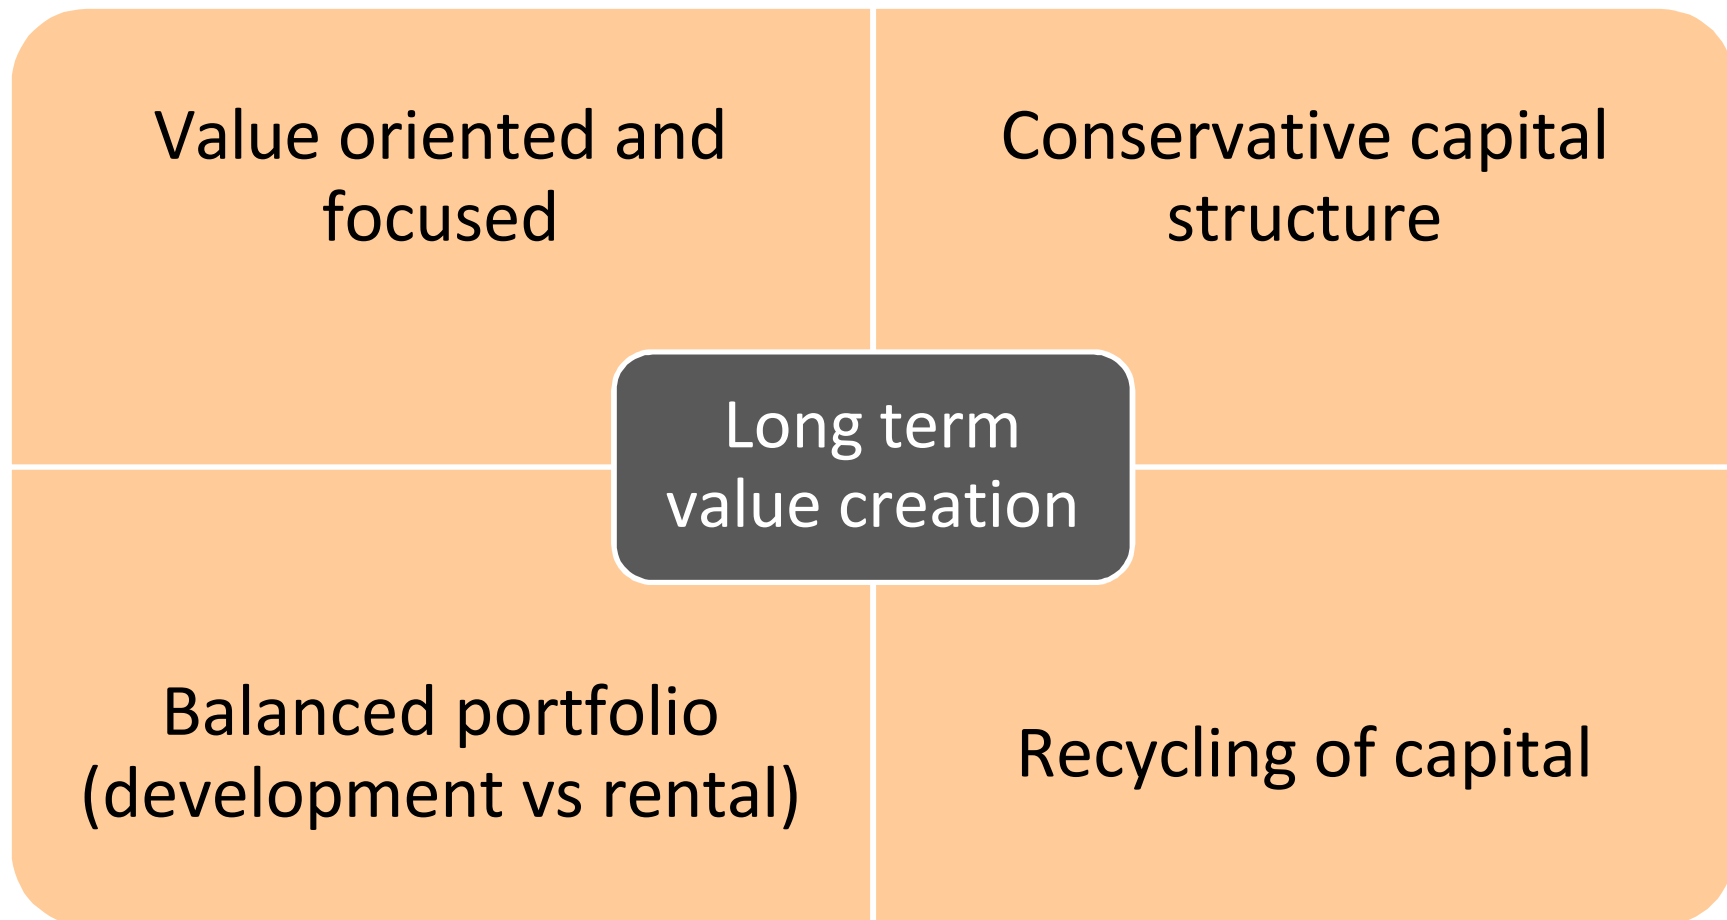 Value oriented and
focused
Conservative capital
structure
Long term
value creation
Balanced portfolio
(development vs rental)
Recycling of capital